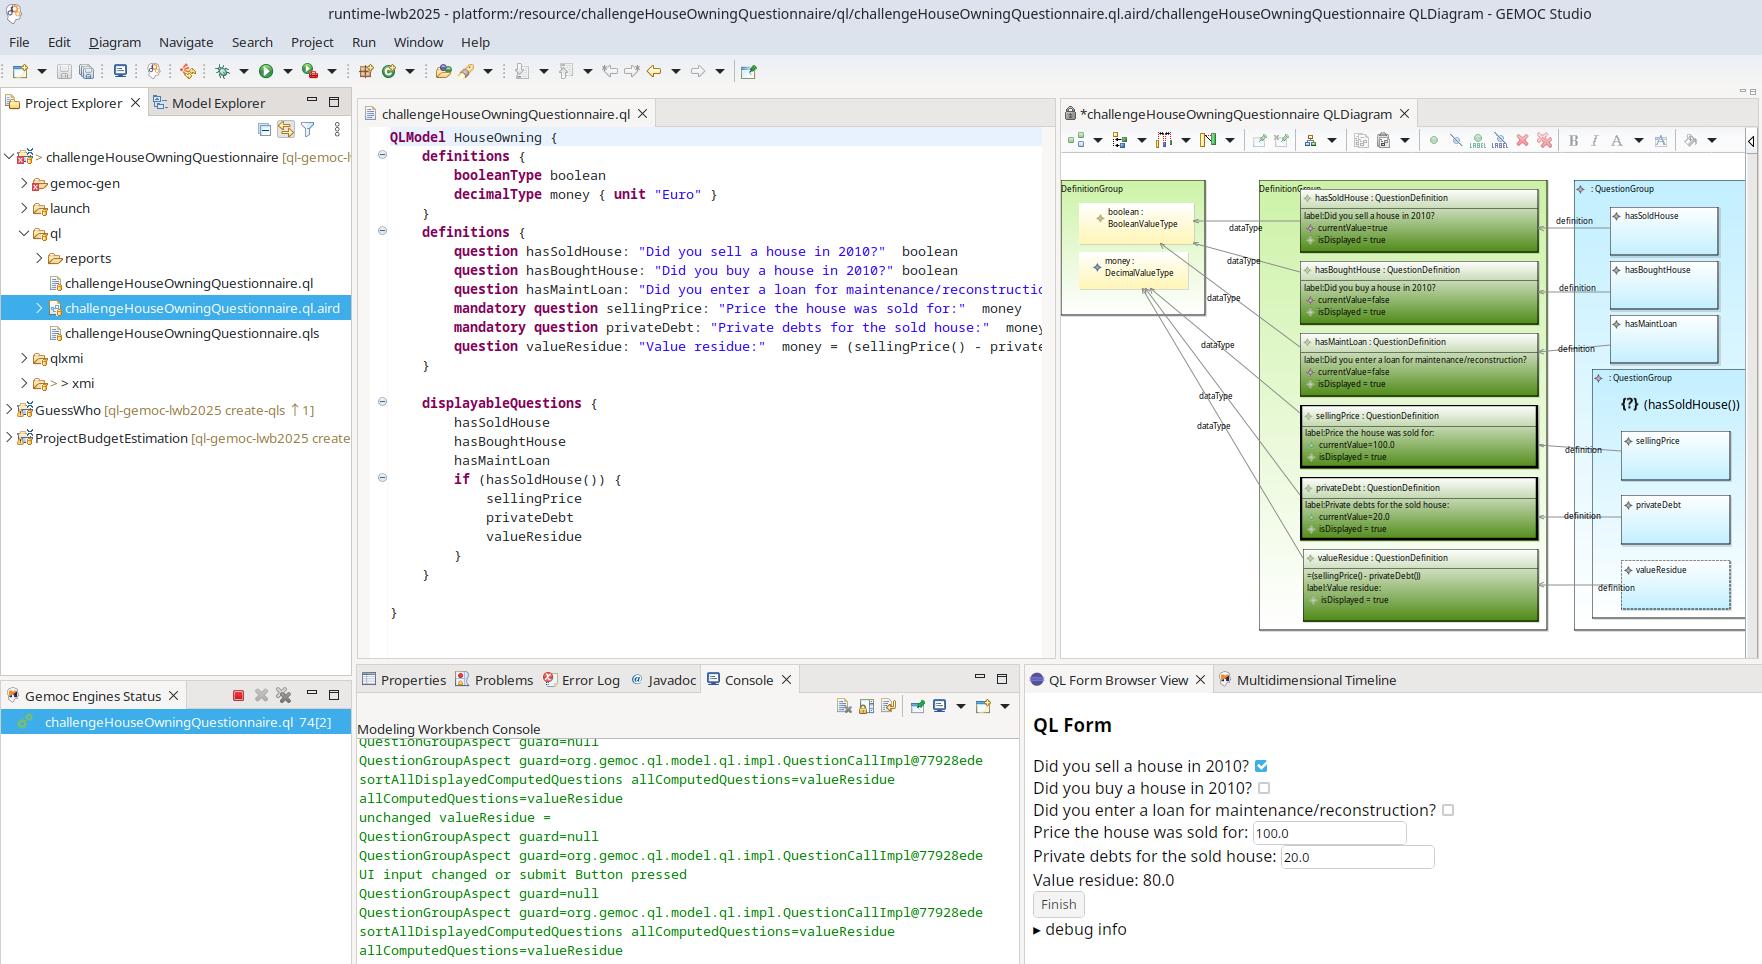 runtime-lwb2025 - platform:/resource/challengeHouseOwningQuestionnaire/ql/challengeHouseOwningQuestionnaire.ql.aird/challengeHouseOwningQuestionnaire QLDiagram - GEMOC Studio
File Edit Diagram Navigate Search Project Run Window Help
Project Explorer
Model Explorer
> challengeHouseOwningQuestionnaire [ql-gemoc-l
gemoc-gen
launch
ql
reports
challengeHouseOwningQuestionnaire.ql
challengeHouseOwningQuestionnaire.ql.aird
challengeHouseOwningQuestionnaire.qls
qlxmi
> > xmi
GuessWho [ql-gemoc-lwb2025 create-qls ↑1]
ProjectBudgetEstimation [ql-gemoc-lwb2025 create
Gemoc Engines Status
challengeHouseOwningQuestionnaire.ql 74[2]
challengeHouseOwningQuestionnaire.ql
QLModel HouseOwning {
definitions {
booleanType boolean
decimalType money { unit "Euro" }
}
definitions {
question hasSoldHouse: "Did you sell a house in 2010?" boolean
question hasBoughtHouse: "Did you buy a house in 2010?" boolean
question hasMaintLoan: "Did you enter a loan for maintenance/reconstructic
mandatory question sellingPrice: "Price the house was sold for:" money
mandatory question privateDebt: "Private debts for the sold house:" money
question valueResidue: "Value residue:" money = (sellingPrice() - private
}
displayableQuestions {
hasSoldHouse
hasBoughtHouse
hasMaintLoan
if (hasSoldHouse()) {
sellingPrice
privateDebt
valueResidue
}
}
}
*challengeHouseOwningQuestionnaire QLDiagram
LABEL LABEL B I A
DefinitionGroup
boolean :
BooleanValueType
money :
DecimalValueType
dataType
dataType
dataType
dataType
dataType
dataType
DefinitionGroup
hasSoldHouse : QuestionDefinition
label:Did you sell a house in 2010?
currentValue=true
isDisplayed = true
hasBoughtHouse : QuestionDefinition
label:Did you buy a house in 2010?
currentValue=false
isDisplayed = true
hasMaintLoan : QuestionDefinition
label:Did you enter a loan for maintenance/reconstruction?
currentValue=false
isDisplayed = true
sellingPrice : QuestionDefinition
label:Price the house was sold for:
currentValue=100.0
isDisplayed = true
privateDebt : QuestionDefinition
label:Private debts for the sold house:
currentValue=20.0
isDisplayed = true
valueResidue : QuestionDefinition
=(sellingPrice() - privateDebt())
label:Value residue:
isDisplayed = true
definition
definition
definition
definition
definition
definition
: QuestionGroup
hasSoldHouse
hasBoughtHouse
hasMaintLoan
: QuestionGroup
{?} (hasSoldHouse())
sellingPrice
privateDebt
valueResidue
Properties
Problems
Error Log
Javadoc
Console
Modeling Workbench Console
QuestionGroupAspect guard=null
QuestionGroupAspect guard=org.gemoc.ql.model.ql.impl.QuestionCallImpl@77928ede
sortAllDisplayedComputedQuestions allComputedQuestions=valueResidue
allComputedQuestions=valueResidue
unchanged valueResidue =
QuestionGroupAspect guard=null
QuestionGroupAspect guard=org.gemoc.ql.model.ql.impl.QuestionCallImpl@77928ede
UI input changed or submit Button pressed
QuestionGroupAspect guard=null
QuestionGroupAspect guard=org.gemoc.ql.model.ql.impl.QuestionCallImpl@77928ede
sortAllDisplayedComputedQuestions allComputedQuestions=valueResidue
allComputedQuestions=valueResidue
QL Form Browser View
Multidimensional Timeline
QL Form
Did you sell a house in 2010?
Did you buy a house in 2010?
Did you enter a loan for maintenance/reconstruction?
Price the house was sold for: 100.0
Private debts for the sold house: 20.0
Value residue: 80.0
Finish
debug info